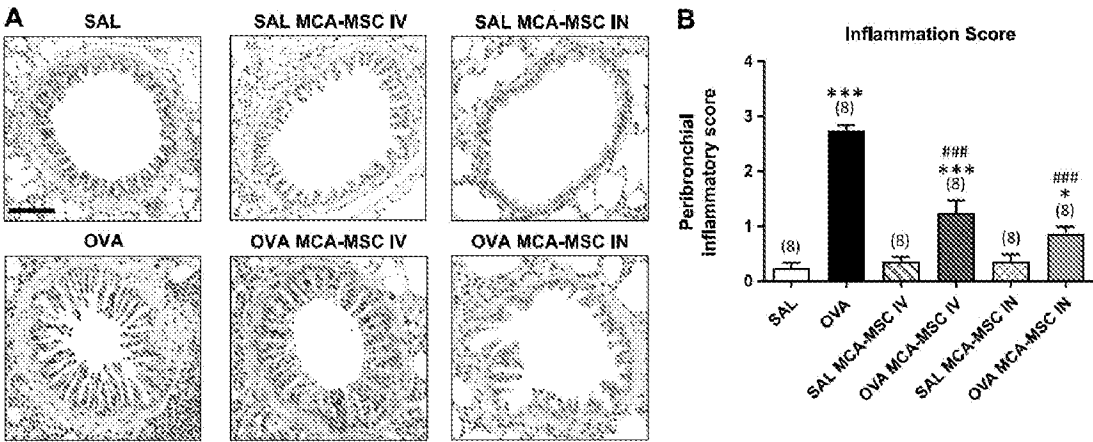 A
SAL
SAL MCA-MSC IV
SAL MCA-MSC IN
OVA
OVA MCA-MSC IV
OVA MCA-MSC IN
B
Inflammation Score
Peribronchial
inflammatory score
4
3
2
1
0
(8)
***
(8)
(8)
###
***
(8)
(8)
###
*
(8)
SAL
OVA
SAL MCA-MSC IV
OVA MCA-MSC IV
SAL MCA-MSC IN
OVA MCA-MSC IN